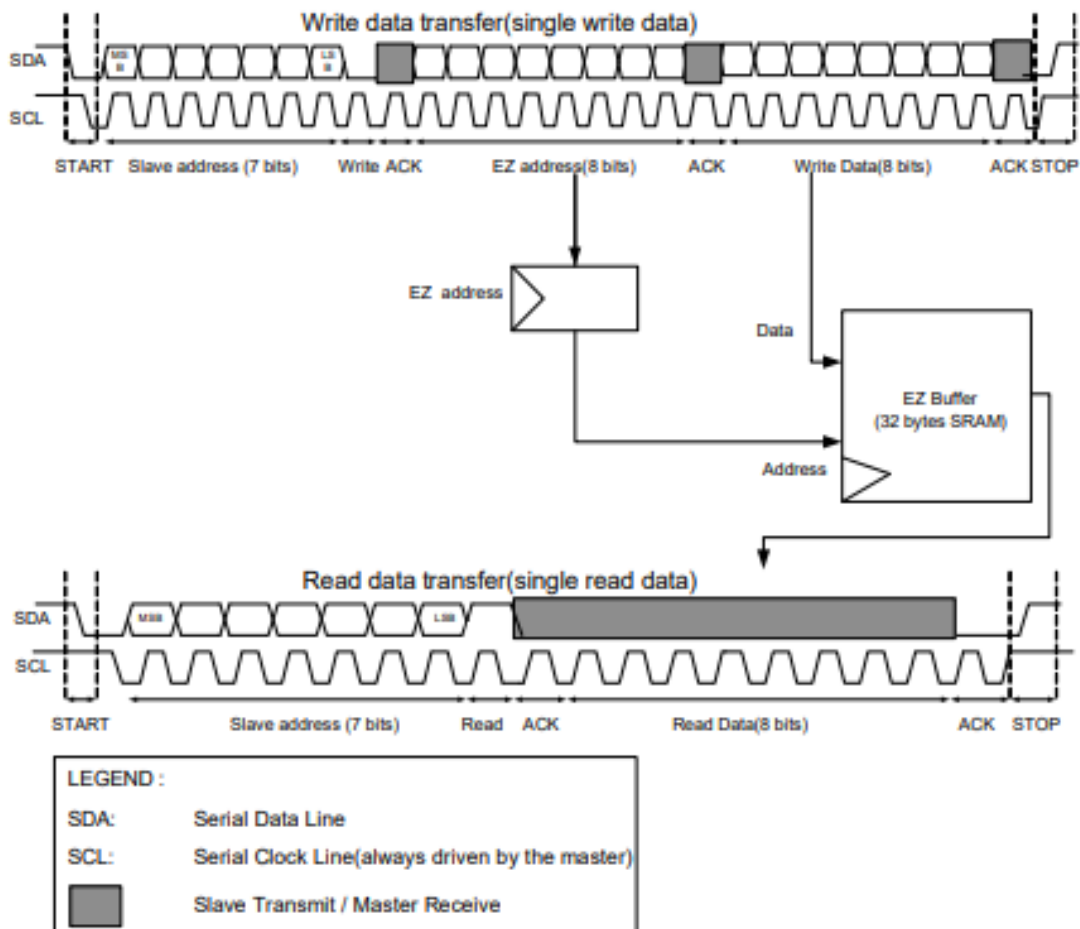 Write data transfer(single write data)
SDA
MS
B
LS
B
SCL
START Slave address (7 bits) Write ACK EZ address(8 bits) ACK Write Data(8 bits) ACK STOP
EZ address
Data
EZ Buffer
(32 bytes SRAM)
Address
Read data transfer(single read data)
SDA
MSB
LSB
SCL
START Slave address (7 bits) Read ACK Read Data(8 bits) ACK STOP
LEGEND :
SDA: Serial Data Line
SCL: Serial Clock Line(always driven by the master)
Slave Transmit / Master Receive